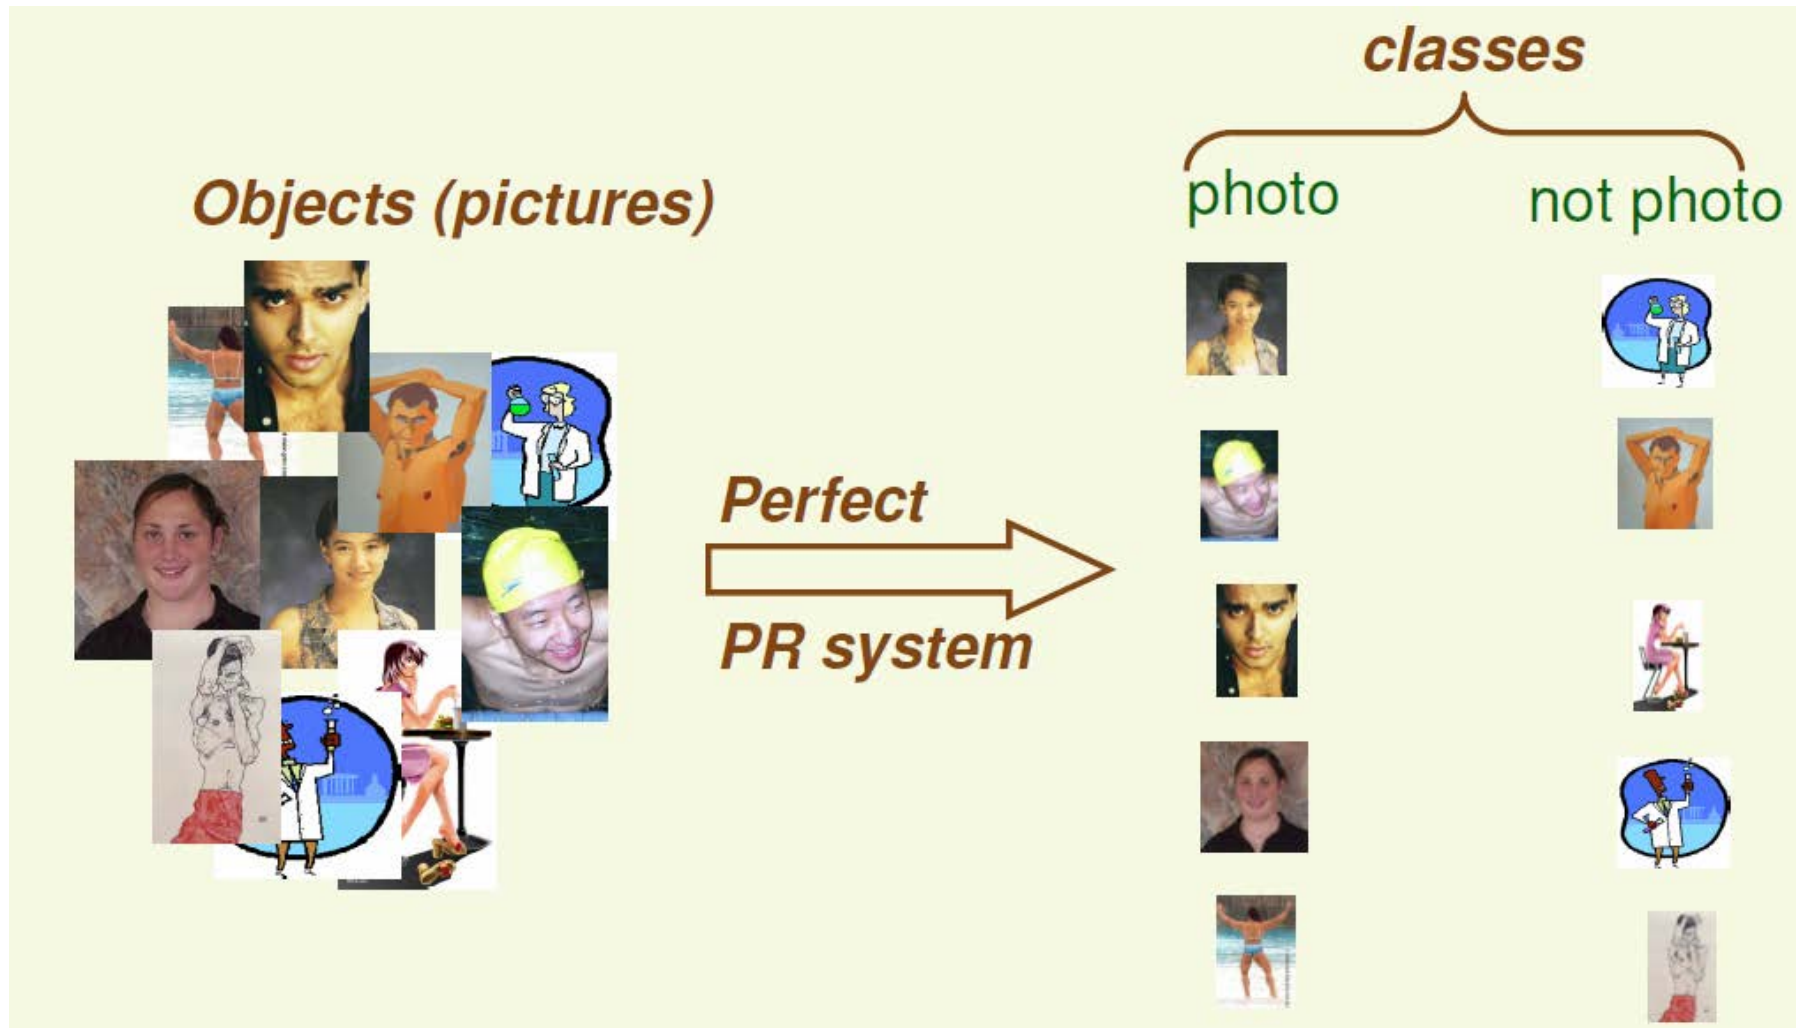 classes
Objects (pictures)
photo
not photo
Perfect
PR system